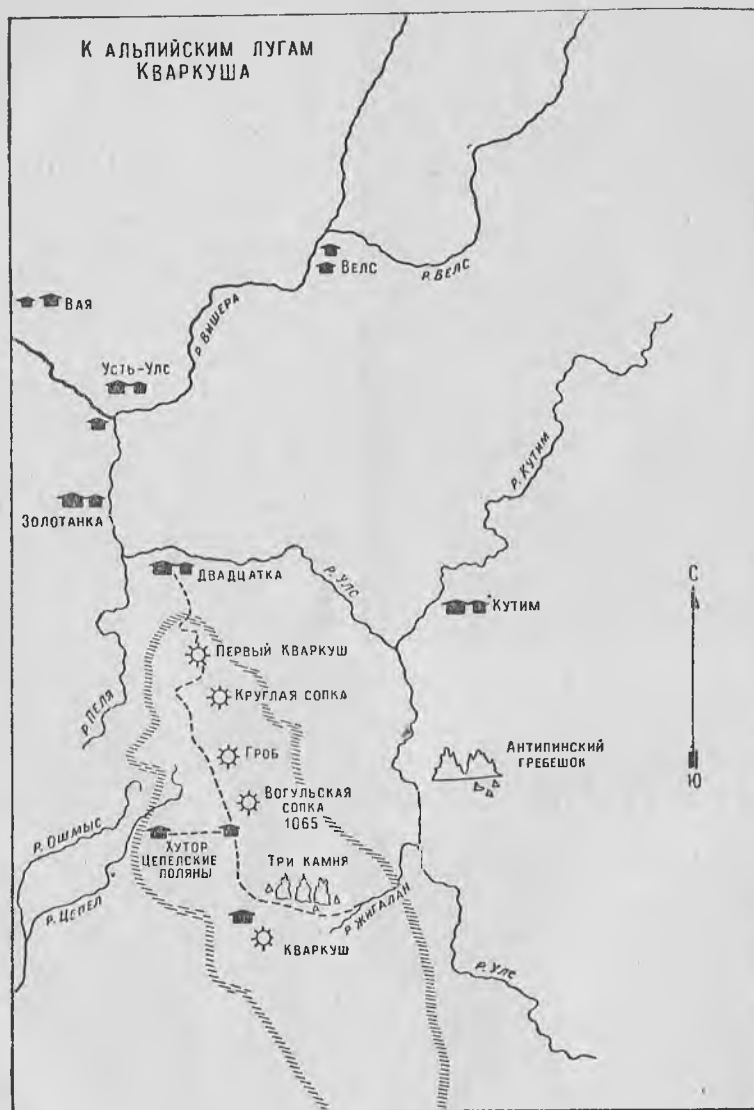 К АЛЬПИЙСКИМ ЛУГАМ
КВАРКУША
ВЕЛС
Р. ВЕЛС
ВАЯ
Р. ВИШЕРА
УСТЬ-УЛС
Р. КУТИМ
ЗОЛОТАНКА
ДВАДЦАТКА
Р. УЛС
С
КУТИМ
ПЕРВЫЙ КВАРКУШ
КРУГЛАЯ СОПКА
Р. ПЕЛЯ
ГРОБ
АНТИПИНСКИЙ
ГРЕБЕШОК
Ю
ВОГУЛЬСКАЯ
СОПКА
1065
Р. ОШМЫС
ХУТОР
ЦЕПЕЛСКИЕ
ПОЛЯНЫ
ТРИ КАМНЯ
Р. ЦЕПЕЛ
Р. ЖИГАЛАН
КВАРКУШ
Р. УЛС